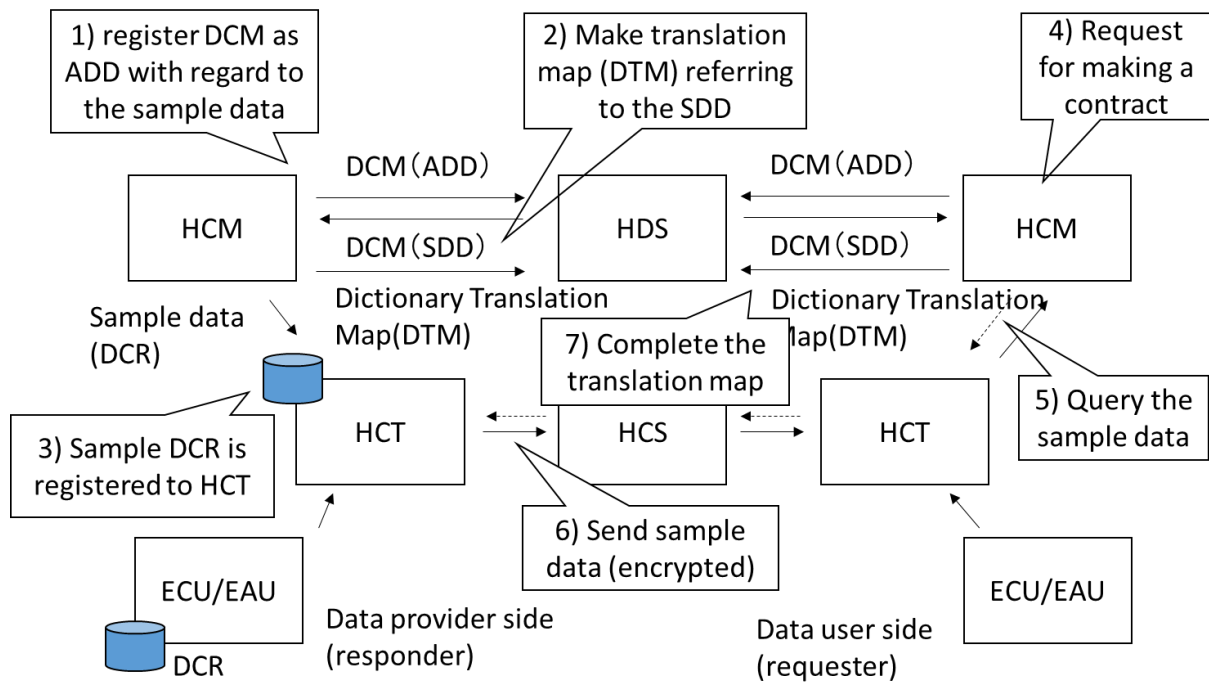 1) register DCM as
ADD with regard to
the sample data
2) Make translation
map (DTM) referring
to the SDD
4) Request
for making a
contract
DCM(ADD)
DCM(ADD)
HCM
HDS
HCM
DCM(SDD)
DCM(SDD)
Sample data
(DCR)
Dictionary Translation
Map(DTM)
Dictionary Translation
Map(DTM)
7) Complete the
translation map
5) Query the
sample data
HCT
HCS
HCT
3) Sample DCR is
registered to HCT
6) Send sample
data (encrypted)
ECU/EAU
ECU/EAU
DCR
Data provider side
(responder)
Data user side
(requester)